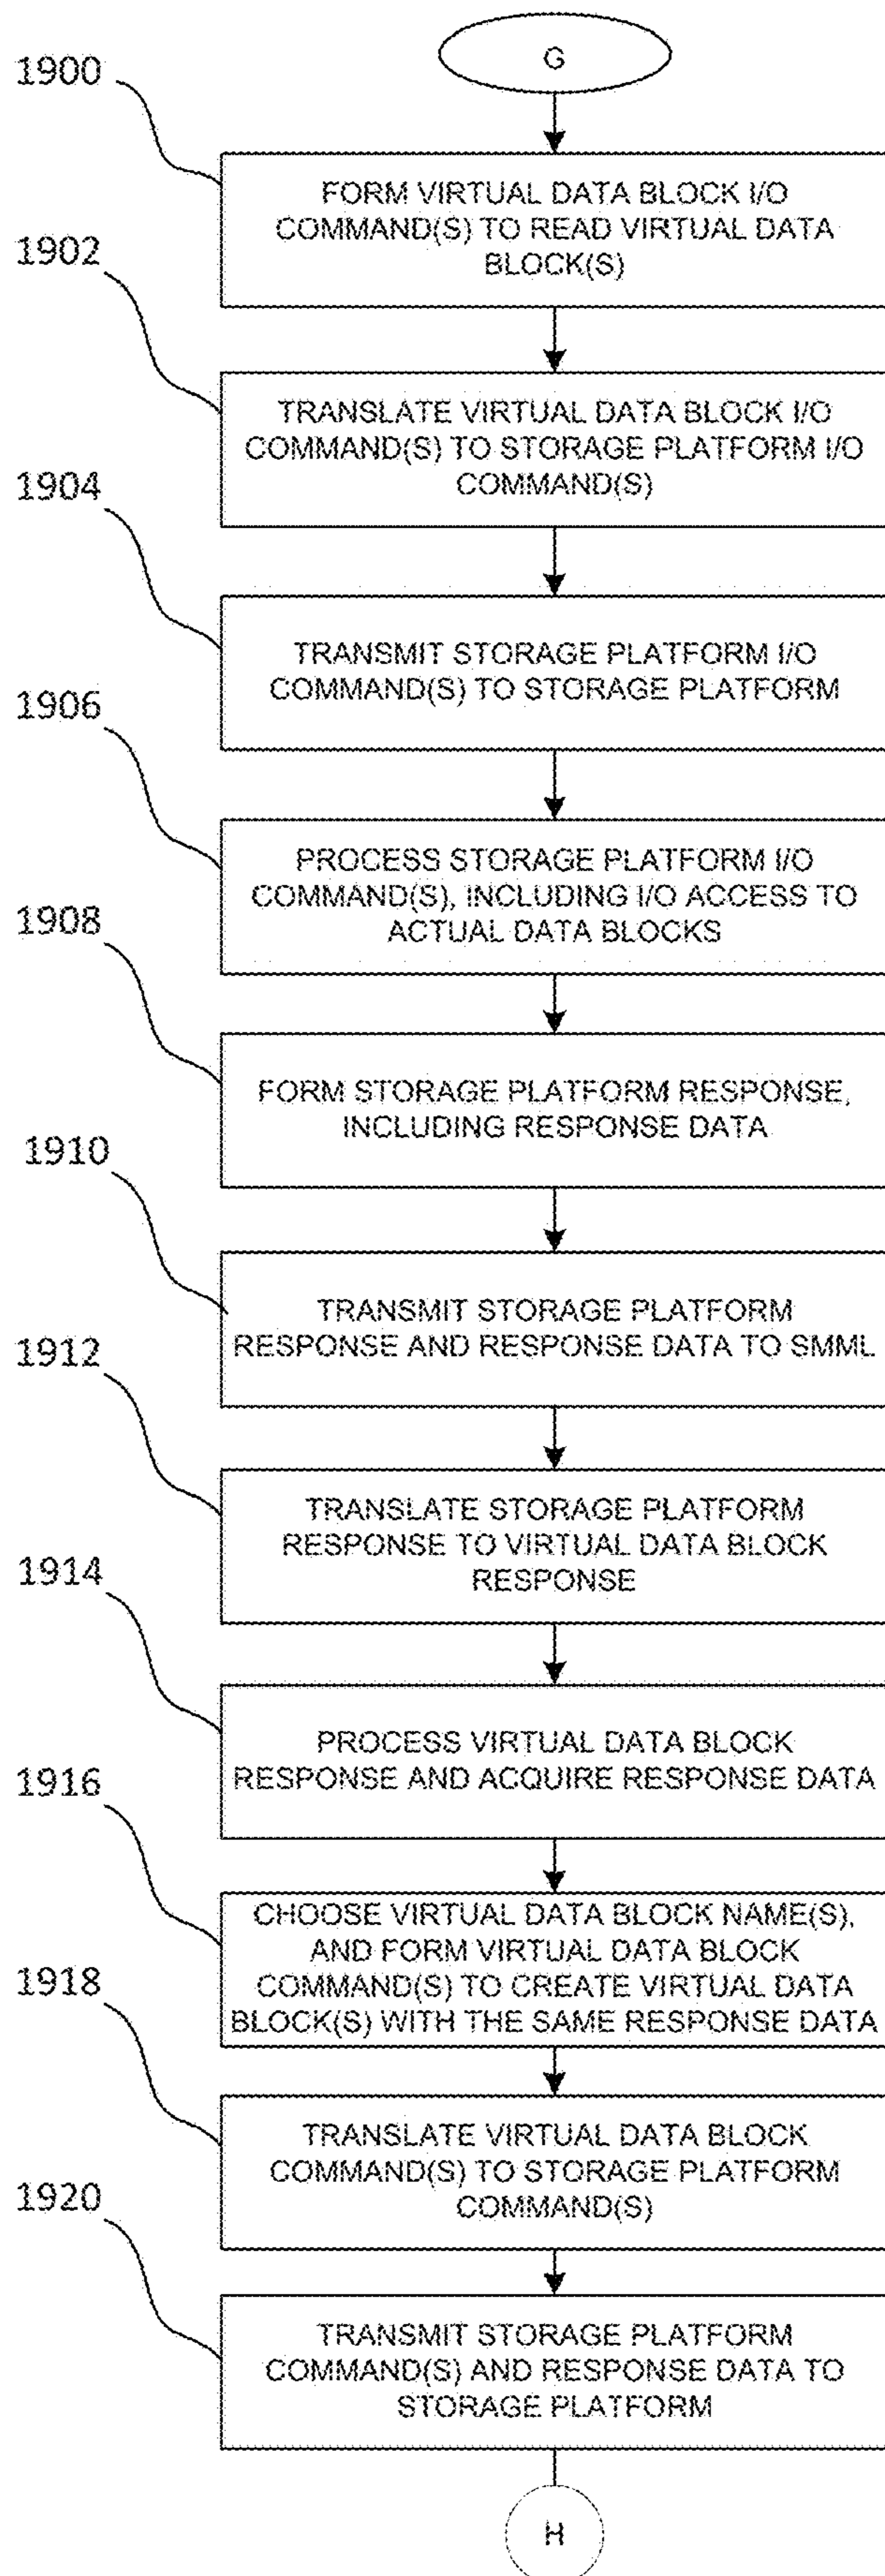 G
1900
FORM VIRTUAL DATA BLOCK I/O
COMMAND(S) TO READ VIRTUAL DATA
BLOCK(S)
1902
TRANSLATE VIRTUAL DATA BLOCK I/O
COMMAND(S) TO STORAGE PLATFORM I/O
COMMAND(S)
1904
TRANSMIT STORAGE PLATFORM I/O
COMMAND(S) TO STORAGE PLATFORM
1906
PROCESS STORAGE PLATFORM I/O
COMMAND(S), INCLUDING I/O ACCESS TO
ACTUAL DATA BLOCKS
1908
FORM STORAGE PLATFORM RESPONSE,
INCLUDING RESPONSE DATA
1910
TRANSMIT STORAGE PLATFORM
RESPONSE AND RESPONSE DATA TO SMML
1912
TRANSLATE STORAGE PLATFORM
RESPONSE TO VIRTUAL DATA BLOCK
RESPONSE
1914
PROCESS VIRTUAL DATA BLOCK
RESPONSE AND ACQUIRE RESPONSE DATA
1916
CHOOSE VIRTUAL DATA BLOCK NAME(S),
AND FORM VIRTUAL DATA BLOCK
COMMAND(S) TO CREATE VIRTUAL DATA
BLOCK(S) WITH THE SAME RESPONSE DATA
1918
TRANSLATE VIRTUAL DATA BLOCK
COMMAND(S) TO STORAGE PLATFORM
COMMAND(S)
1920
TRANSMIT STORAGE PLATFORM
COMMAND(S) AND RESPONSE DATA TO
STORAGE PLATFORM
H